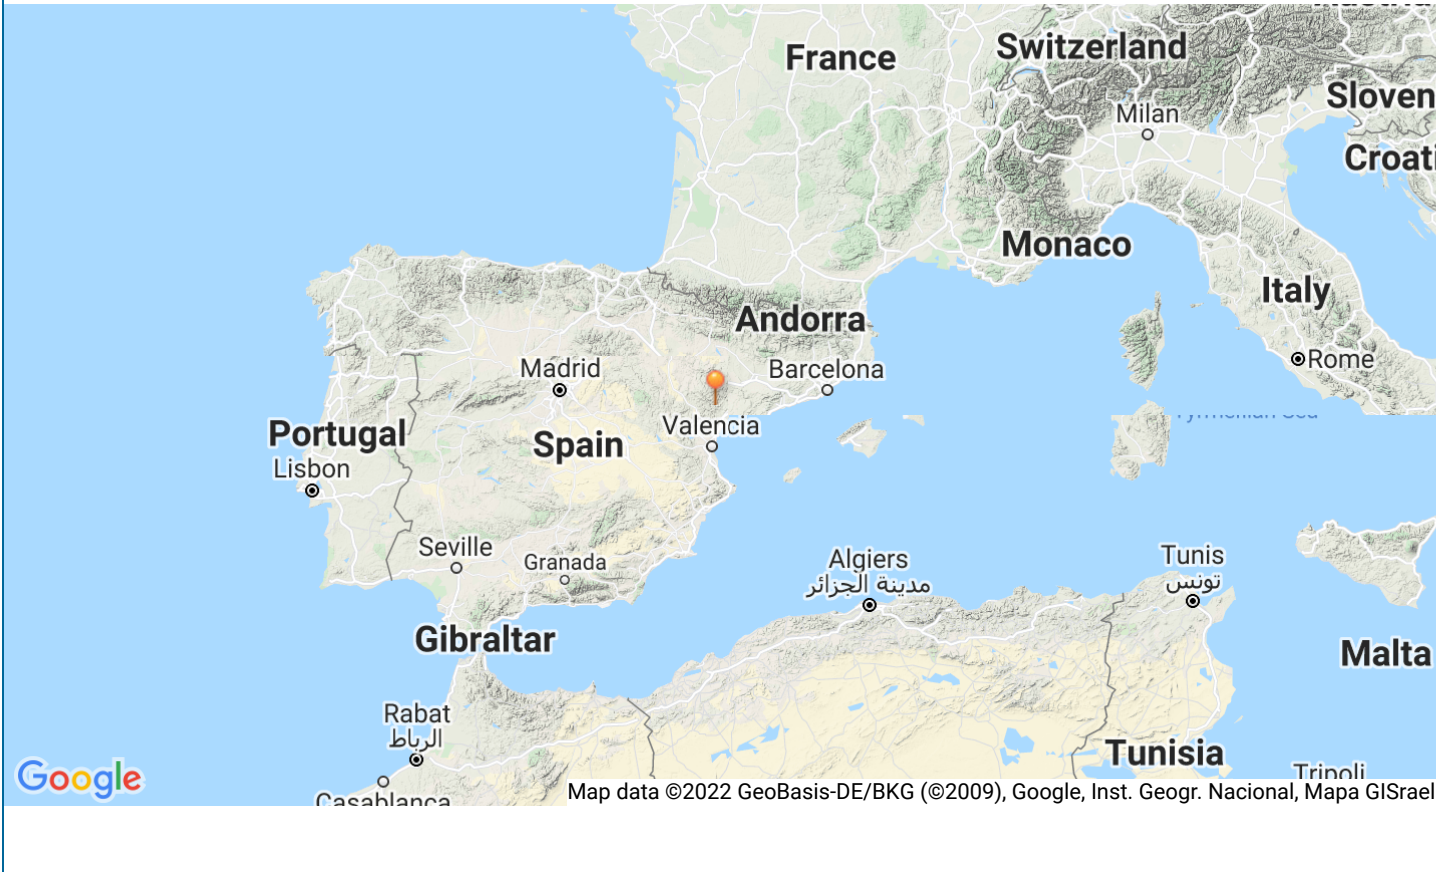 France
Switzerland
Milan
Sloven
Croati
Monaco
Italy
Andorra
Rome
Madrid
Barcelona
Valencia
Portugal
Spain
Lisbon
Seville
Granada
Algiers
مدينة الجزائر
Tunis
تونس
Gibraltar
Malta
Rabat
الرباط
Tunisia
Tripoli
Casablanca
Google
Map data ©2022 GeoBasis-DE/BKG (©2009), Google, Inst. Geogr. Nacional, Mapa GISrael